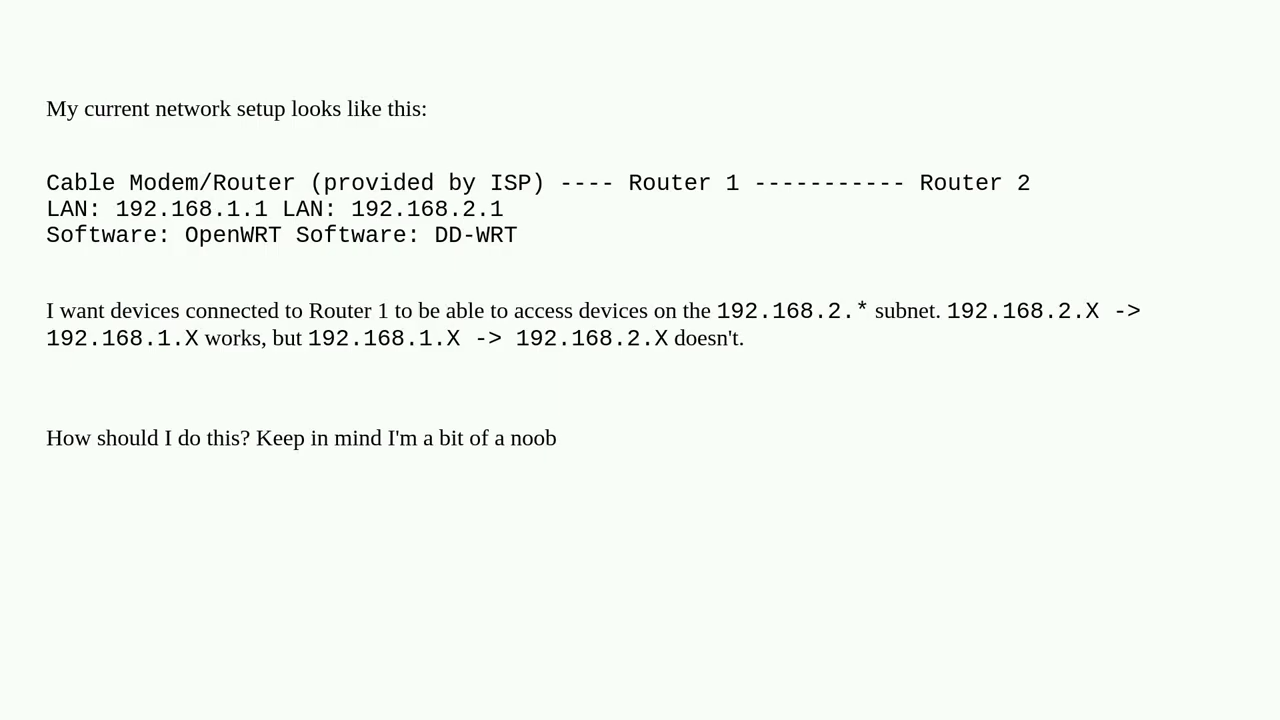 My current network setup looks like this:
Cable Modem/Router (provided by ISP) ---- Router 1 ----------- Router 2
LAN: 192.168.1.1 LAN: 192.168.2.1
Software: OpenWRT Software: DD-WRT
I want devices connected to Router 1 to be able to access devices on the 192.168.2.* subnet. 192.168.2.X ->
192.168.1.X works, but 192.168.1.X -> 192.168.2.X doesn't.
How should I do this? Keep in mind I'm a bit of a noob